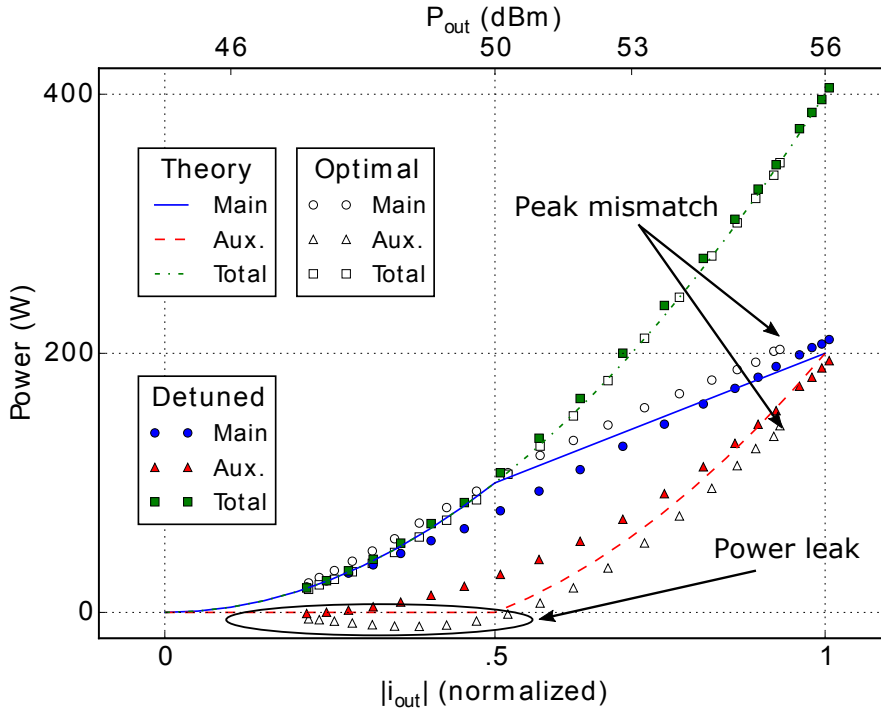 P_out (dBm)
46 50 53 56
400
200
0
Power (W)
Theory
Main
Aux.
Total
Optimal
Main
Aux.
Total
Peak mismatch
Detuned
Main
Aux.
Total
Power leak
0 .5 1
|i_out| (normalized)